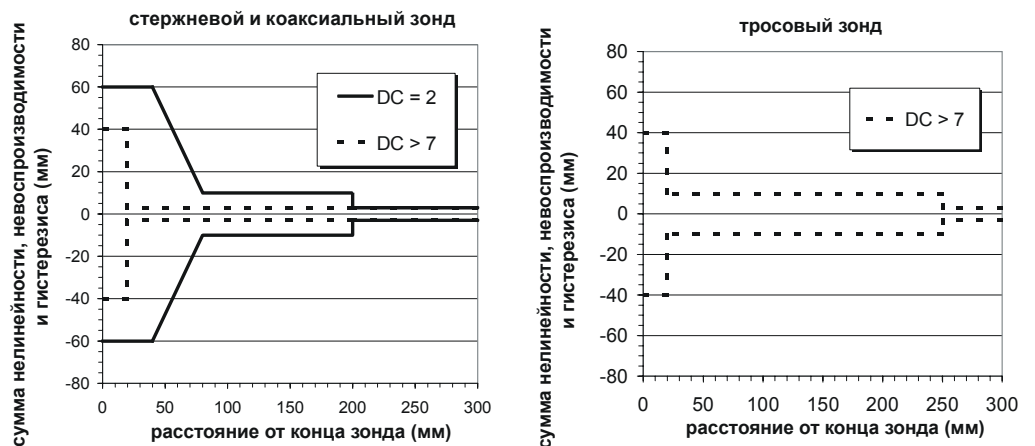 стержневой и коаксиальный зонд
сумма нелинейности, невоспроизводимости
и гистерезиса (мм)
80
60
40
20
0
-20
-40
-60
-80
DC = 2
DC > 7
0
50
100
150
200
250
300
расстояние от конца зонда (мм)
тросовый зонд
сумма нелинейности, невоспроизводимости
и гистерезиса (мм)
80
60
40
20
0
-20
-40
-60
-80
DC > 7
0
50
100
150
200
250
300
расстояние от конца зонда (мм)